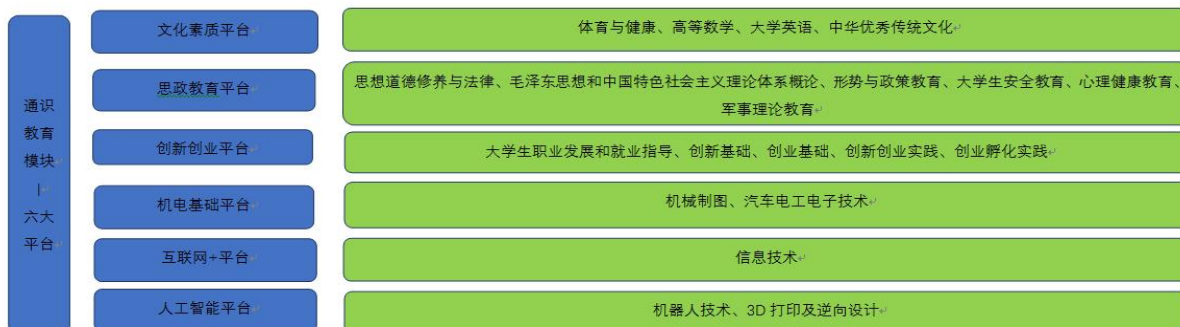 通识
教育
模块
|
六大
平台
文化素质平台
体育与健康、高等数学、大学英语、中华优秀传统文化
思政教育平台
思想道德修养与法律、毛泽东思想和中国特色社会主义理论体系概论、形势与政策教育、大学生安全教育、心理健康教育、
军事理论教育
创新创业平台
大学生职业发展和就业指导、创新基础、创业基础、创新创业实践、创业孵化实践
机电基础平台
机械制图、汽车电工电子技术
互联网+平台
信息技术
人工智能平台
机器人技术、3D 打印及逆向设计